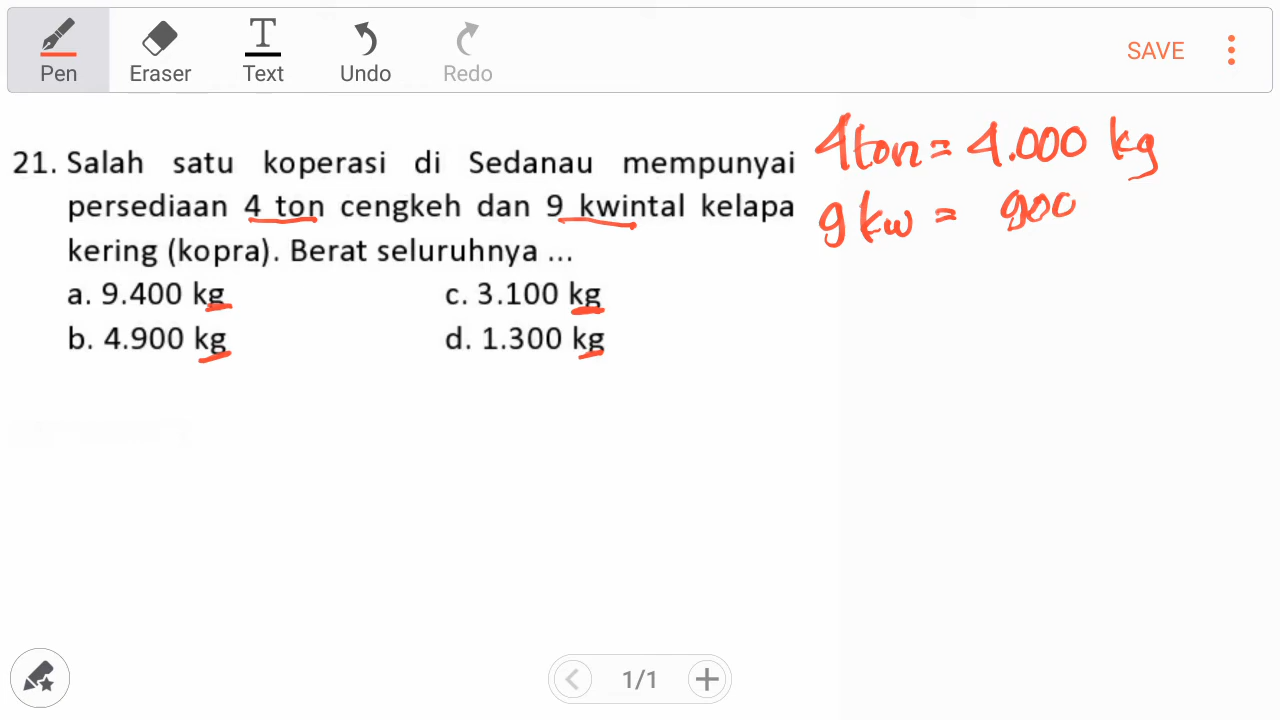 Pen Eraser Text Undo Redo SAVE
21. Salah satu koperasi di Sedanau mempunyai
persediaan 4 ton cengkeh dan 9 kwintal kelapa
kering (kopra). Berat seluruhnya ...
a. 9.400 kg c. 3.100 kg
b. 4.900 kg d. 1.300 kg
4 ton = 4.000 kg
9 kw = 900
1/1